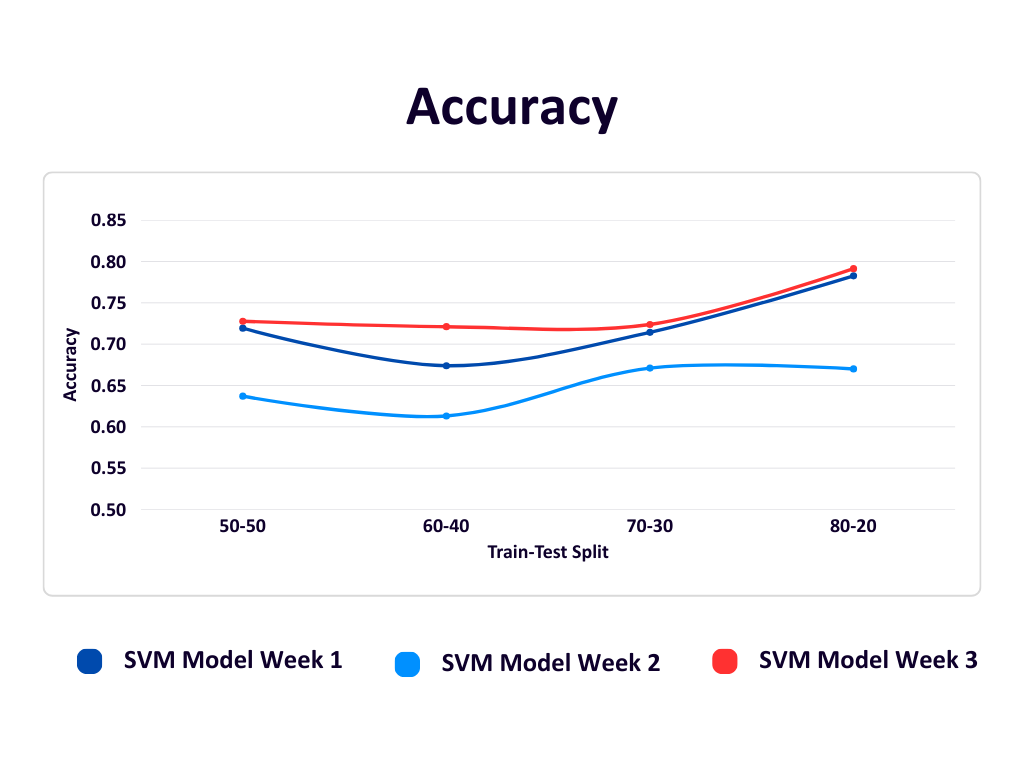 Accuracy
0.85
0.80
0.75
0.70
0.65
0.60
0.55
0.50
Accuracy
50-50 60-40 70-30 80-20
Train-Test Split
SVM Model Week 1 SVM Model Week 2 SVM Model Week 3